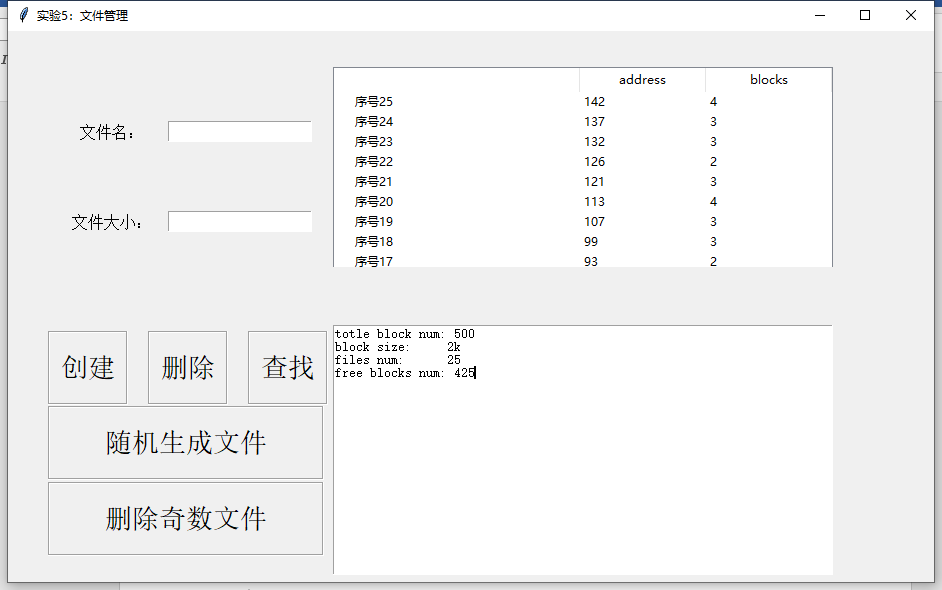 实验5：文件管理
address blocks
序号25 142 4
序号24 137 3
序号23 132 3
序号22 126 2
序号21 121 3
序号20 113 4
序号19 107 3
序号18 99 3
序号17 93 2
文件名：
文件大小：
创建 删除 查找
随机生成文件
删除奇数文件
totle block num: 500
block size: 2k
files num: 25
free blocks num: 425